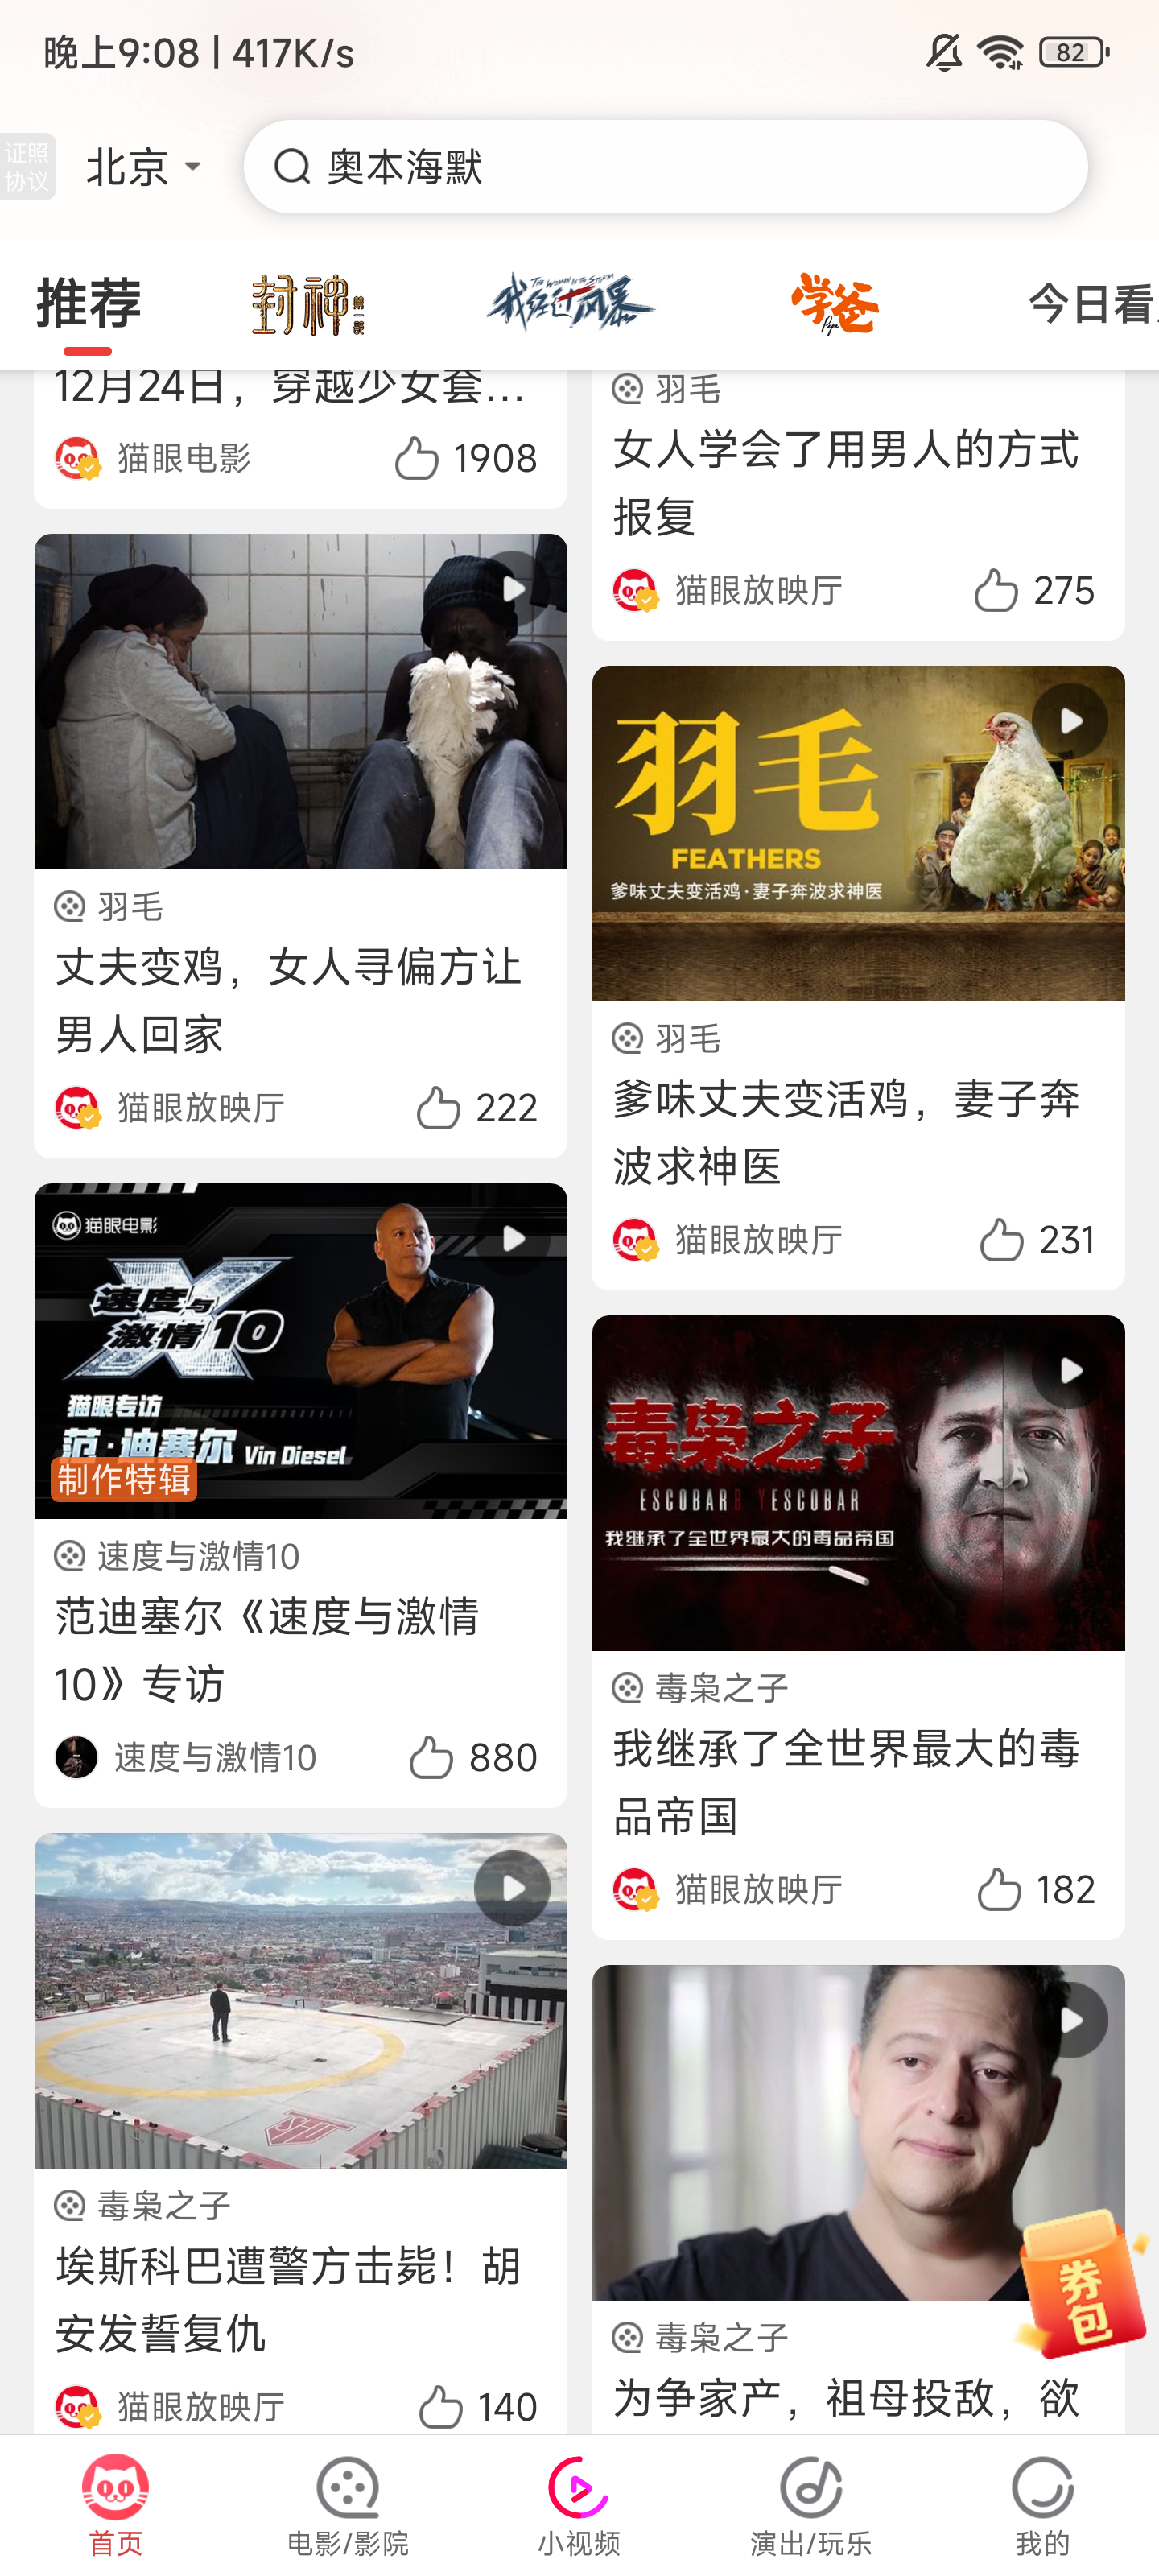 晚上9:08 | 417K/s
82
证照
协议
北京
奥本海默
推荐
封神 第一部
THE WOMAN IN THE STORM
我经过风暴
学爸
Papa
今日看
12月24日，穿越少女套...
猫眼电影
1908
羽毛
女人学会了用男人的方式
报复
猫眼放映厅
275
羽毛
丈夫变鸡，女人寻偏方让
男人回家
猫眼放映厅
222
羽毛
FEATHERS
爹味丈夫变活鸡·妻子奔波求神医
羽毛
爹味丈夫变活鸡，妻子奔
波求神医
猫眼放映厅
231
猫眼电影
X
速度与
激情10
猫眼专访
范·迪塞尔 Vin Diesel
制作特辑
速度与激情10
范迪塞尔《速度与激情
10》专访
速度与激情10
880
毒枭之子
ESCOBAR BY ESCOBAR
我继承了全世界最大的毒品帝国
毒枭之子
我继承了全世界最大的毒
品帝国
猫眼放映厅
182
毒枭之子
埃斯科巴遭警方击毙！胡
安发誓复仇
猫眼放映厅
140
毒枭之子
为争家产，祖母投敌，欲
券
包
首页
电影/影院
小视频
演出/玩乐
我的